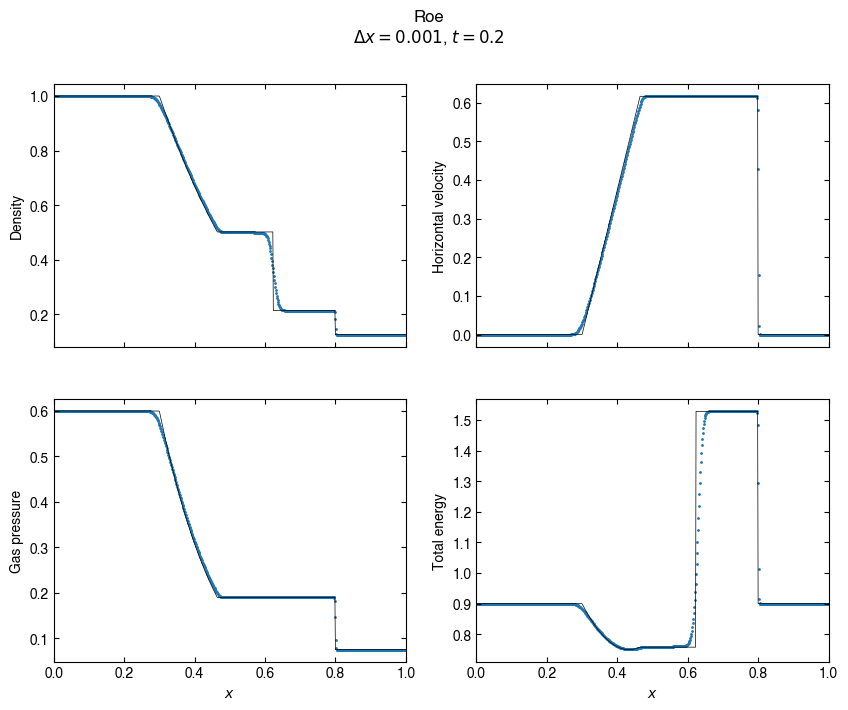 Roe
Δx = 0.001, t = 0.2
1.0
0.8
0.6
0.4
0.2
Density
0.6
0.5
0.4
0.3
0.2
0.1
0.0
Horizontal velocity
0.6
0.5
0.4
0.3
0.2
0.1
Gas pressure
0.0 0.2 0.4 0.6 0.8 1.0
x
1.5
1.4
1.3
1.2
1.1
1.0
0.9
0.8
Total energy
0.0 0.2 0.4 0.6 0.8 1.0
x